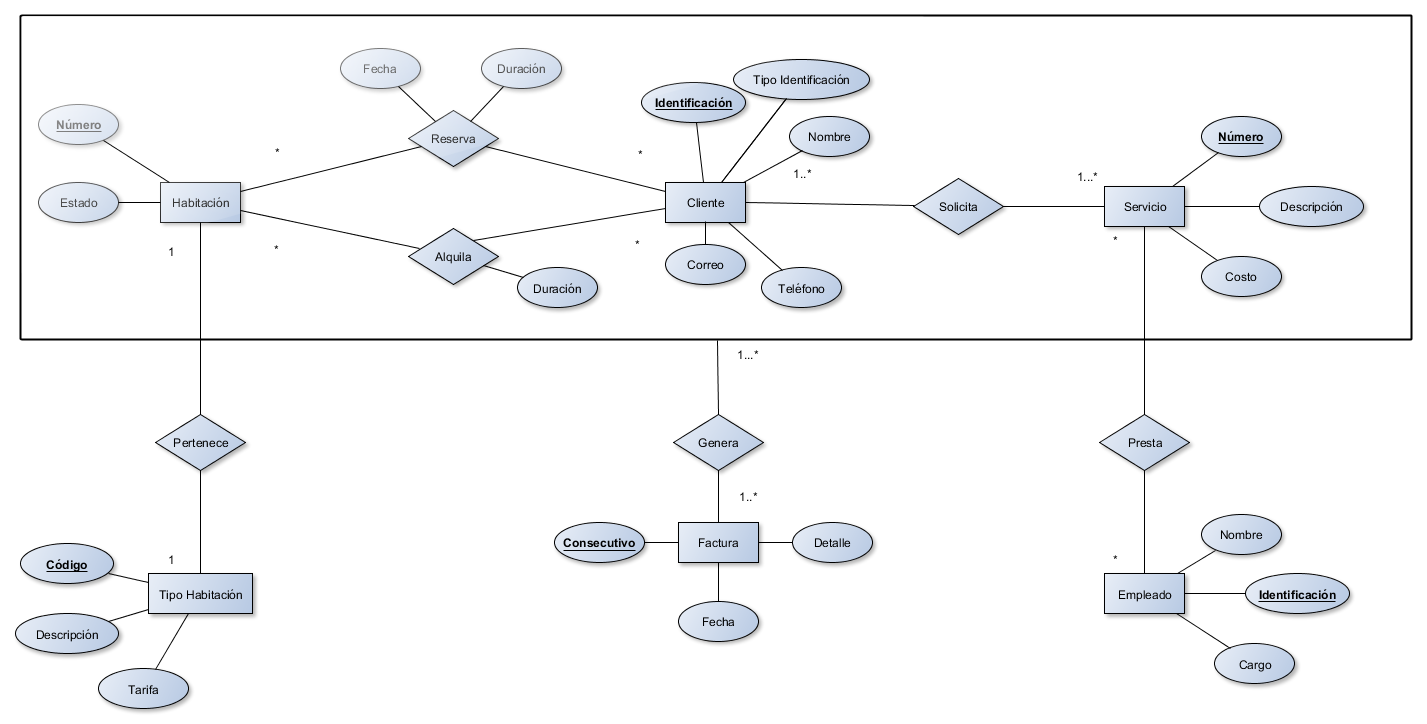 Fecha
Duración
Tipo Identificación
Identificación
Número
Nombre
Número
Reserva
*
*
1..*
1...*
Estado
Habitación
Cliente
Solicita
Servicio
Descripción
1
*
*
*
Alquila
Correo
Duración
Teléfono
Costo
1...*
Pertenece
Genera
Presta
1..*
Consecutivo
Factura
Detalle
Nombre
1
*
Código
Tipo Habitación
Empleado
Identificación
Descripción
Fecha
Cargo
Tarifa